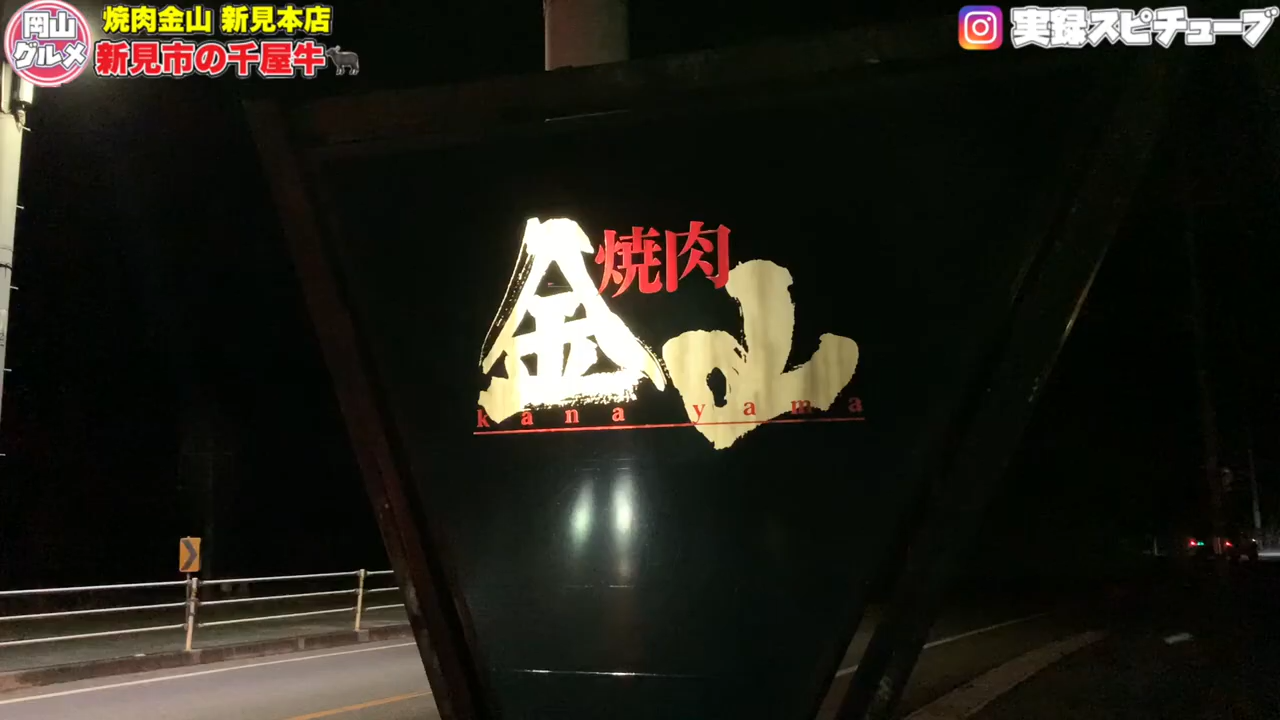 岡山
グルメ
焼肉金山 新見本店
新見市の千屋牛
実録スピチューブ
焼肉
金山
kanayama